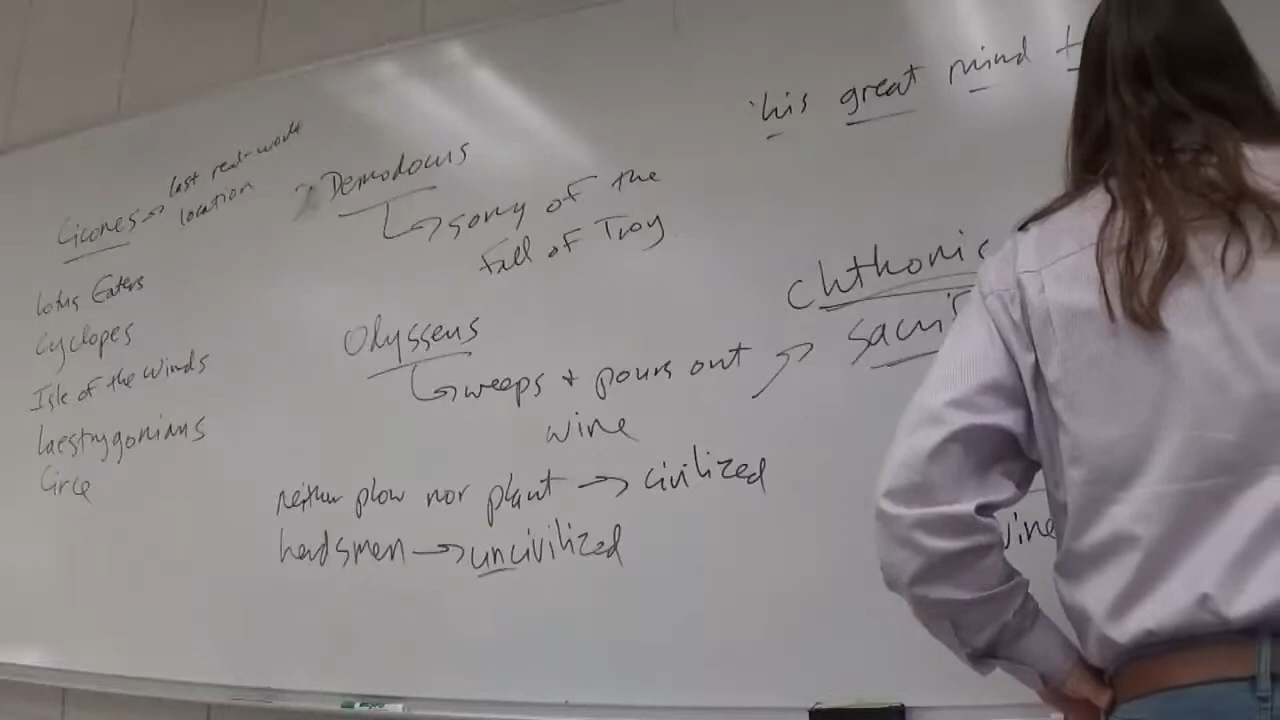 Cicones → last real-world
location
Lotus Eaters
Cyclopes
Isle of the Winds
Laestrygonians
Circe
Demodocus
↳ song of the
Fall of Troy
Odysseus
↳ weeps + pours out →
wine
neither plow nor plant → civilized
herdsmen → uncivilized
his great mind
Chthonic